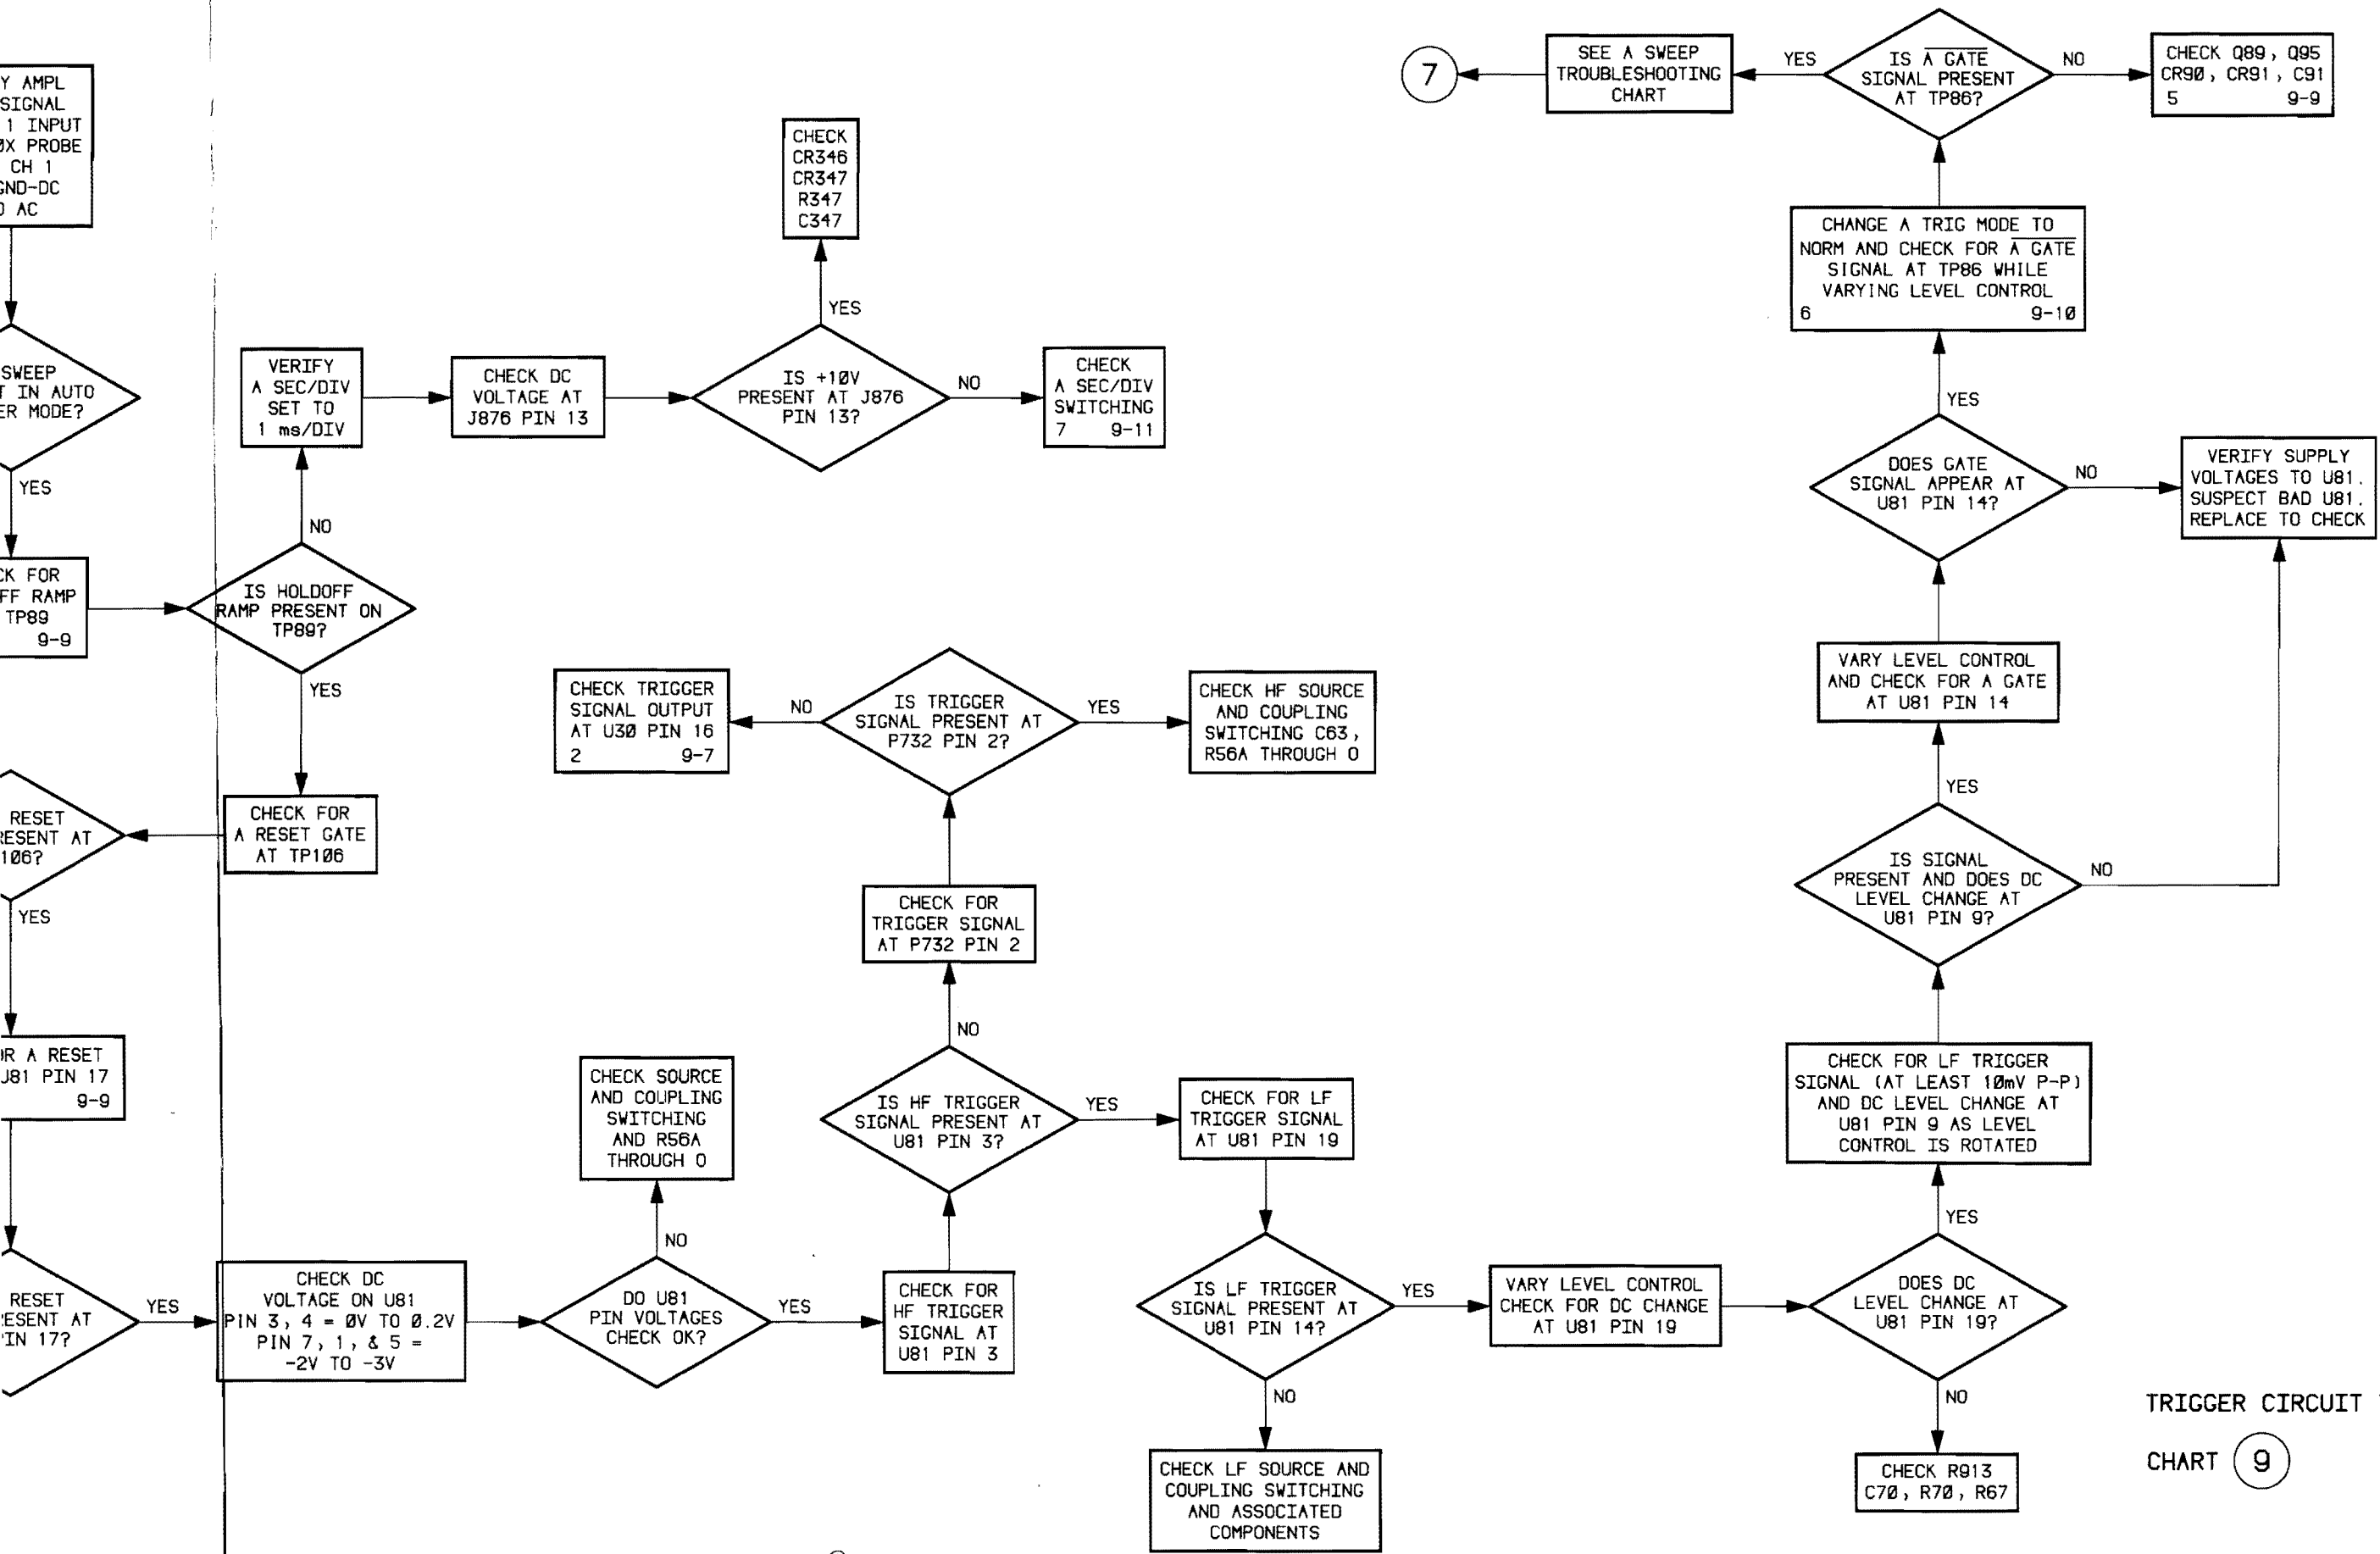 Y AMPL
SIGNAL
1 INPUT
ØX PROBE
CH 1
GND-DC
AC
SWEEP
T IN AUTO
ER MODE?
YES
CK FOR
FF RAMP
TP89
9-9
IS HOLDOFF
RAMP PRESENT ON
TP89?
NO
VERIFY
A SEC/DIV
SET TO
1 ms/DIV
CHECK DC
VOLTAGE AT
J876 PIN 13
IS +1ØV
PRESENT AT J876
PIN 13?
YES
CHECK
CR346
CR347
R347
C347
NO
CHECK
A SEC/DIV
SWITCHING
7 9-11
YES
CHECK FOR
A RESET GATE
AT TP1Ø6
RESET
RESENT AT
1Ø6?
YES
OR A RESET
U81 PIN 17
9-9
RESET
ESENT AT
PIN 17?
YES
CHECK DC
VOLTAGE ON U81
PIN 3, 4 = ØV TO Ø.2V
PIN 7, 1, & 5 =
-2V TO -3V
DO U81
PIN VOLTAGES
CHECK OK?
NO
CHECK SOURCE
AND COUPLING
SWITCHING
AND R56A
THROUGH O
YES
CHECK FOR
HF TRIGGER
SIGNAL AT
U81 PIN 3
IS HF TRIGGER
SIGNAL PRESENT AT
U81 PIN 3?
NO
CHECK FOR
TRIGGER SIGNAL
AT P732 PIN 2
IS TRIGGER
SIGNAL PRESENT AT
P732 PIN 2?
NO
CHECK TRIGGER
SIGNAL OUTPUT
AT U3Ø PIN 16
2 9-7
YES
CHECK HF SOURCE
AND COUPLING
SWITCHING C63,
R56A THROUGH O
YES
CHECK FOR LF
TRIGGER SIGNAL
AT U81 PIN 19
IS LF TRIGGER
SIGNAL PRESENT AT
U81 PIN 14?
NO
CHECK LF SOURCE AND
COUPLING SWITCHING
AND ASSOCIATED
COMPONENTS
YES
VARY LEVEL CONTROL
CHECK FOR DC CHANGE
AT U81 PIN 19
DOES DC
LEVEL CHANGE AT
U81 PIN 19?
NO
CHECK R913
C7Ø, R7Ø, R67
YES
CHECK FOR LF TRIGGER
SIGNAL (AT LEAST 1ØmV P-P)
AND DC LEVEL CHANGE AT
U81 PIN 9 AS LEVEL
CONTROL IS ROTATED
IS SIGNAL
PRESENT AND DOES DC
LEVEL CHANGE AT
U81 PIN 9?
NO
YES
VARY LEVEL CONTROL
AND CHECK FOR A GATE
AT U81 PIN 14
DOES GATE
SIGNAL APPEAR AT
U81 PIN 14?
NO
VERIFY SUPPLY
VOLTAGES TO U81.
SUSPECT BAD U81.
REPLACE TO CHECK
YES
CHANGE A TRIG MODE TO
NORM AND CHECK FOR A GATE
SIGNAL AT TP86 WHILE
VARYING LEVEL CONTROL
6 9-1Ø
IS A GATE
SIGNAL PRESENT
AT TP86?
NO
CHECK Q89, Q95
CR9Ø, CR91, C91
5 9-9
YES
SEE A SWEEP
TROUBLESHOOTING
CHART
7
TRIGGER CIRCUIT
CHART 9